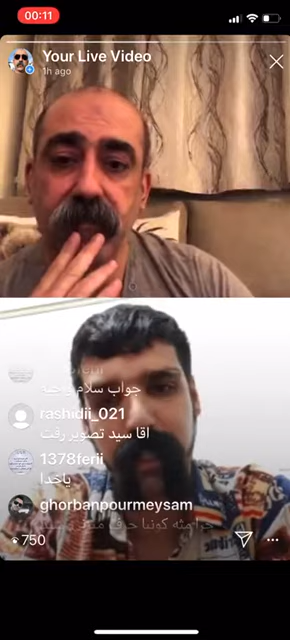 00:11
Your Live Video
1h ago
جواب سلام واجبه
rashidii_021
اقا سید تصویر رفت
1378ferii
یاخدا
ghorbanpourmeysam
750